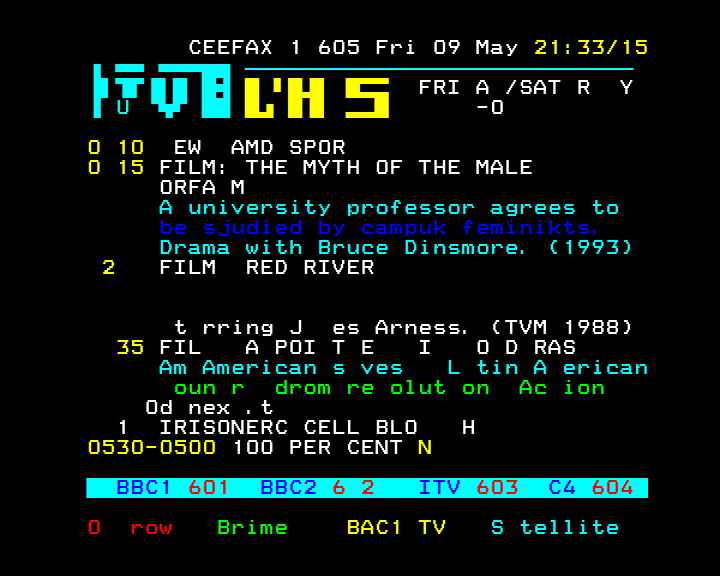 CEEFAX 1 605 Fri 09 May 21:33/15
ITV U L'H S FRI A /SAT R Y
-O
0 10 EW AMD SPOR
0 15 FILM: THE MYTH OF THE MALE
ORFA M
A university professor agrees to
be sjudied by campuk feminikts.
Drama with Bruce Dinsmore. (1993)
2 FILM RED RIVER
t rring J es Arness. (TVM 1988)
35 FIL A POI T E I O D RAS
Am American s ves L tin A erican
oun r drom re olut on Ac ion
Od nex .t
1 IRISONERC CELL BLO H
0530-0500 100 PER CENT N
BBC1 601 BBC2 6 2 ITV 603 C4 604
O row Brime BAC1 TV S tellite